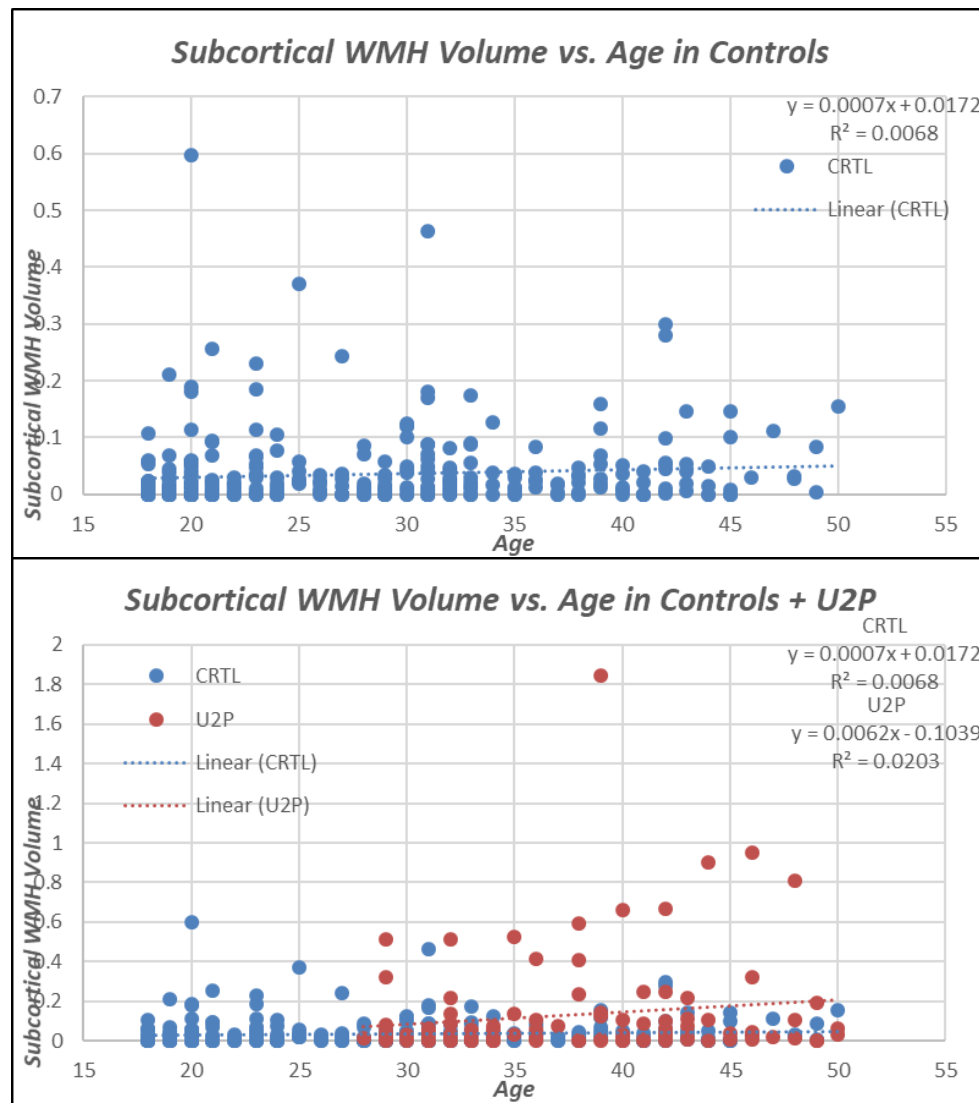 Subcortical WMH Volume vs. Age in Controls
0.7
0.6
0.5
0.4
0.3
0.2
0.1
0
Subcortical WMH Volume
y = 0.0007x + 0.0172
R² = 0.0068
CRTL
Linear (CRTL)
15 20 25 30 35 40 45 50 55
Age
Subcortical WMH Volume vs. Age in Controls + U2P
2
1.8
1.6
1.4
1.2
1
0.8
0.6
0.4
0.2
0
Subcortical WMH Volume
CRTL
U2P
Linear (CRTL)
Linear (U2P)
CRTL
y = 0.0007x + 0.0172
R² = 0.0068
U2P
y = 0.0062x - 0.1039
R² = 0.0203
15 20 25 30 35 40 45 50 55
Age